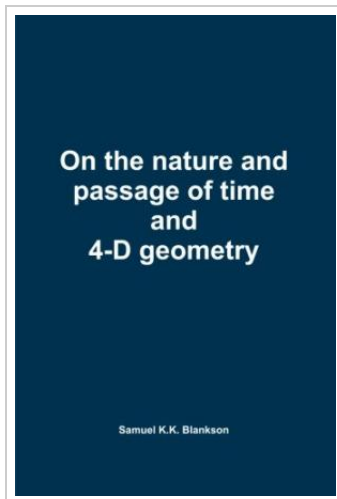 On the nature and
passage of time
and
4-D geometry
Samuel K.K. Blankson